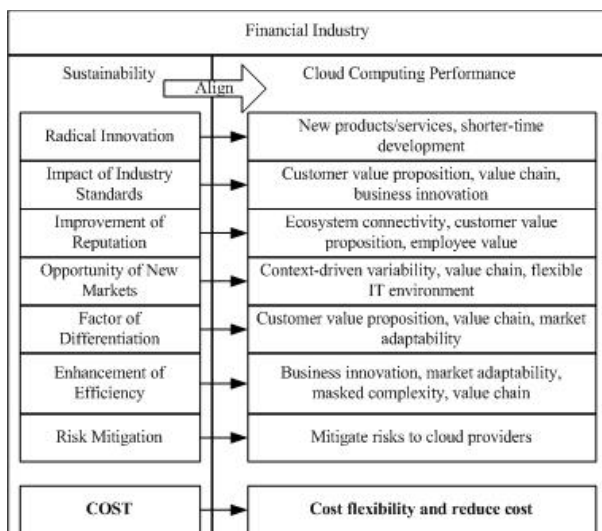 Financial Industry
Sustainability
Align
Cloud Computing Performance
Radical Innovation
New products/services, shorter-time
development
Impact of Industry
Standards
Customer value proposition, value chain,
business innovation
Improvement of
Reputation
Ecosystem connectivity, customer value
proposition, employee value
Opportunity of New
Markets
Context-driven variability, value chain, flexible
IT environment
Factor of
Differentiation
Customer value proposition, value chain, market
adaptability
Enhancement of
Efficiency
Business innovation, market adaptability,
masked complexity, value chain
Risk Mitigation
Mitigate risks to cloud providers
COST
Cost flexibility and reduce cost